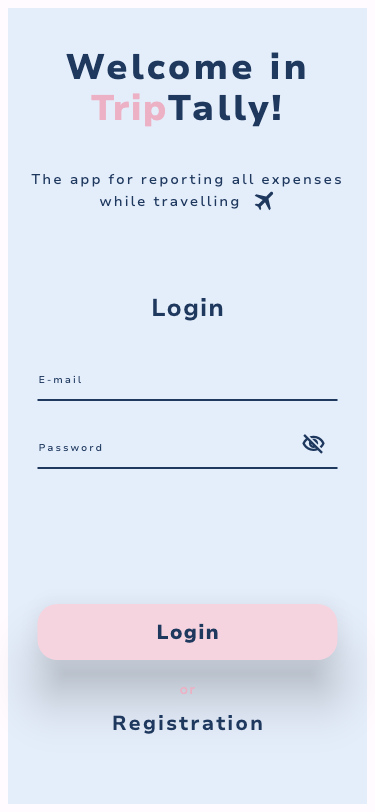 Welcome in
TripTally!
The app for reporting all expenses
while travelling
Login
E-mail
Password
Login
or
Registration